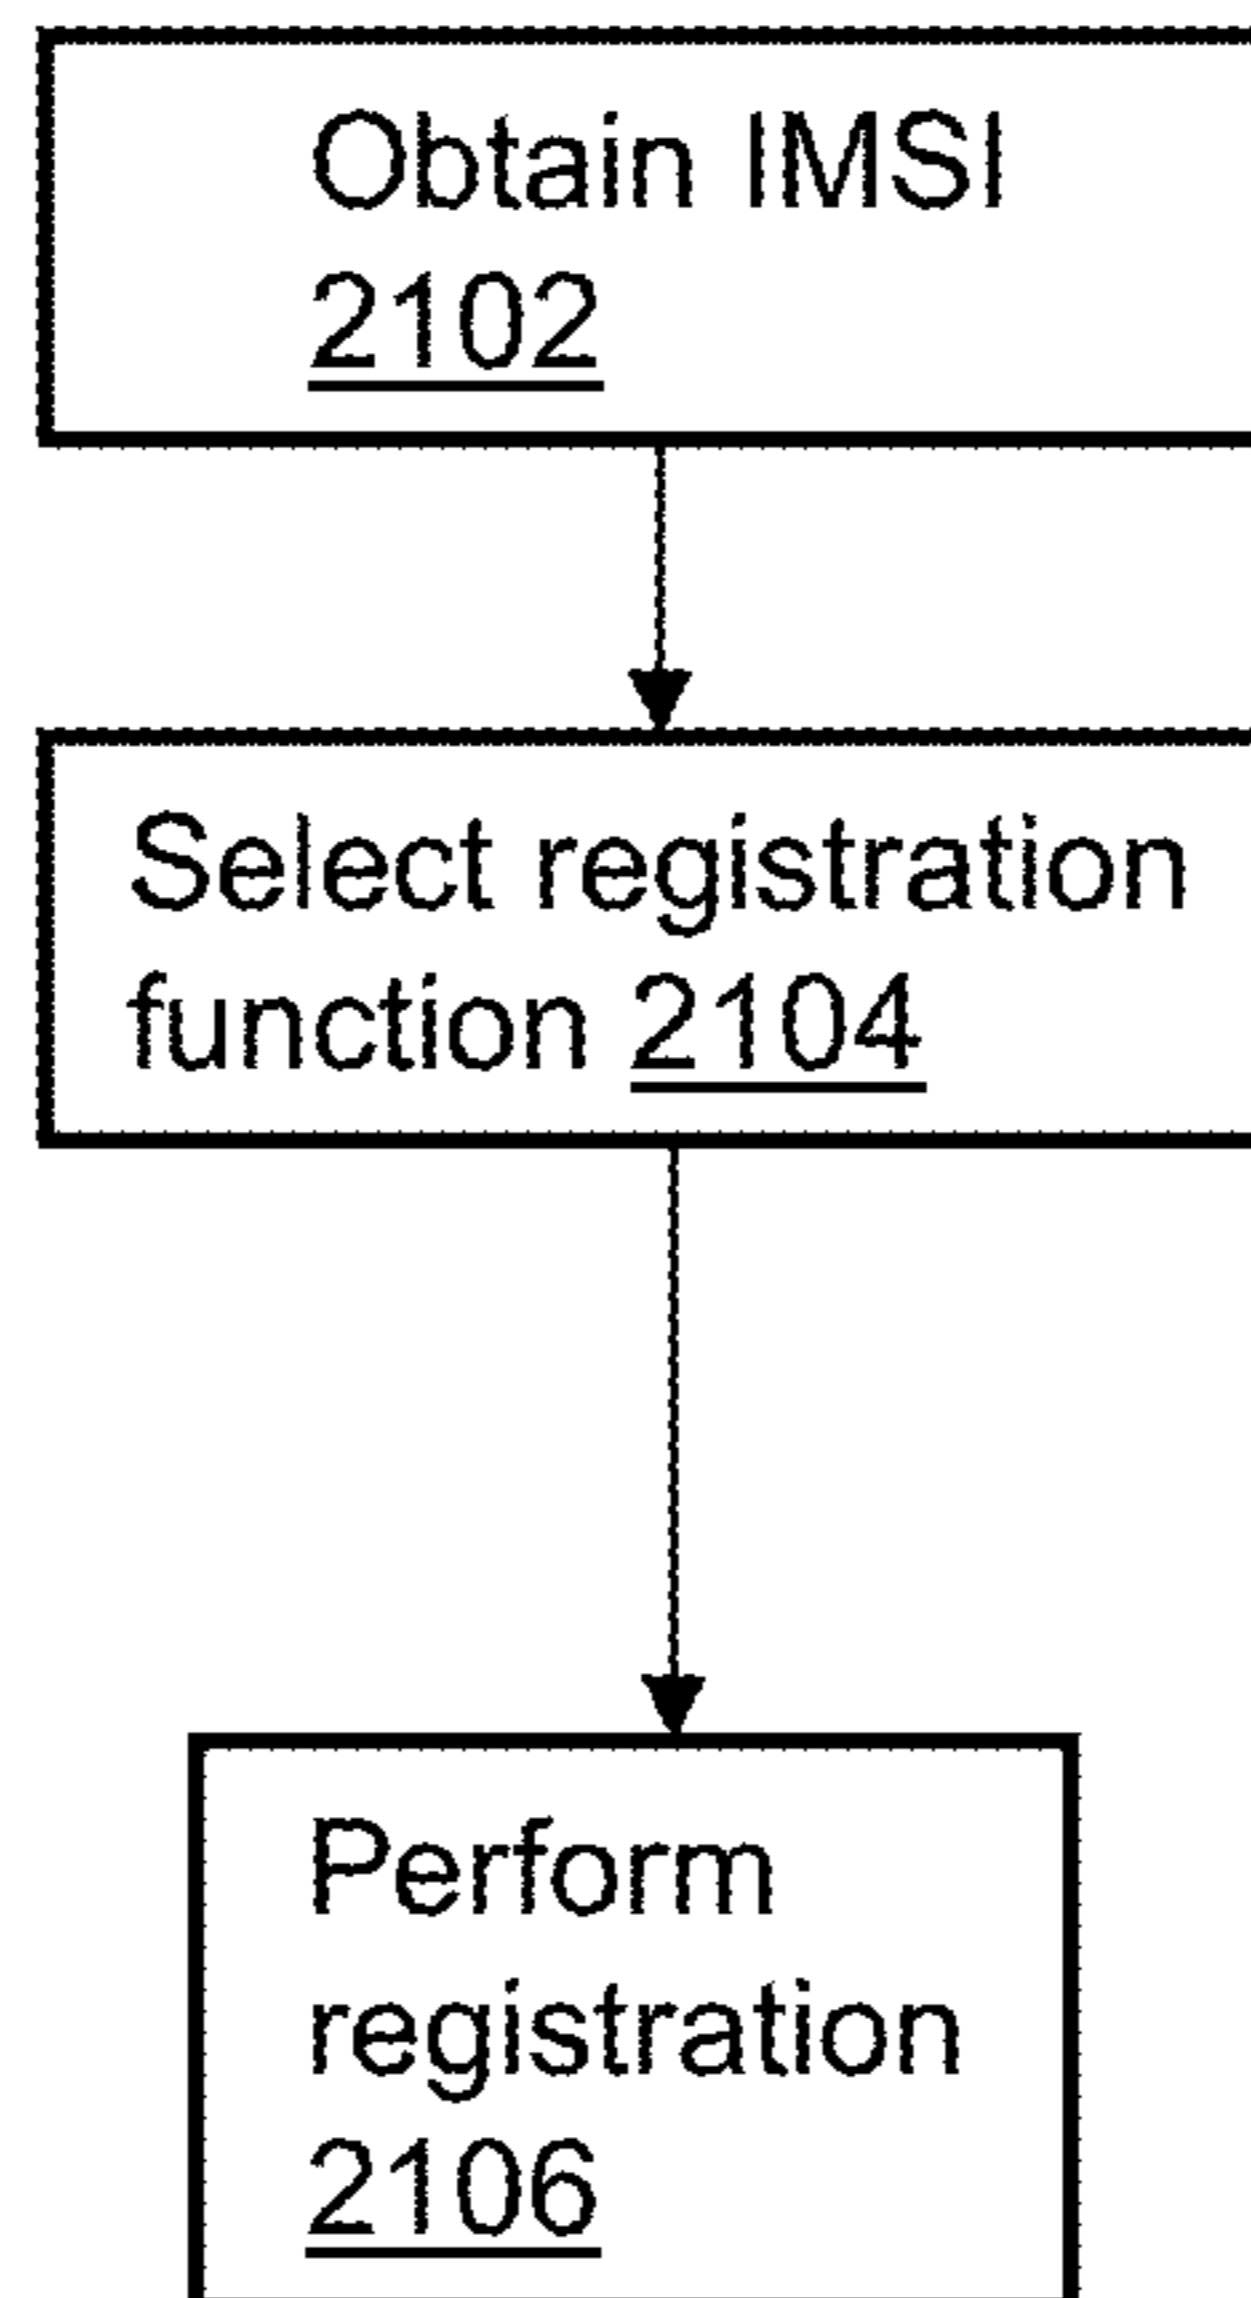 Obtain IMSI
2102
Select registration
function 2104
Perform
registration
2106